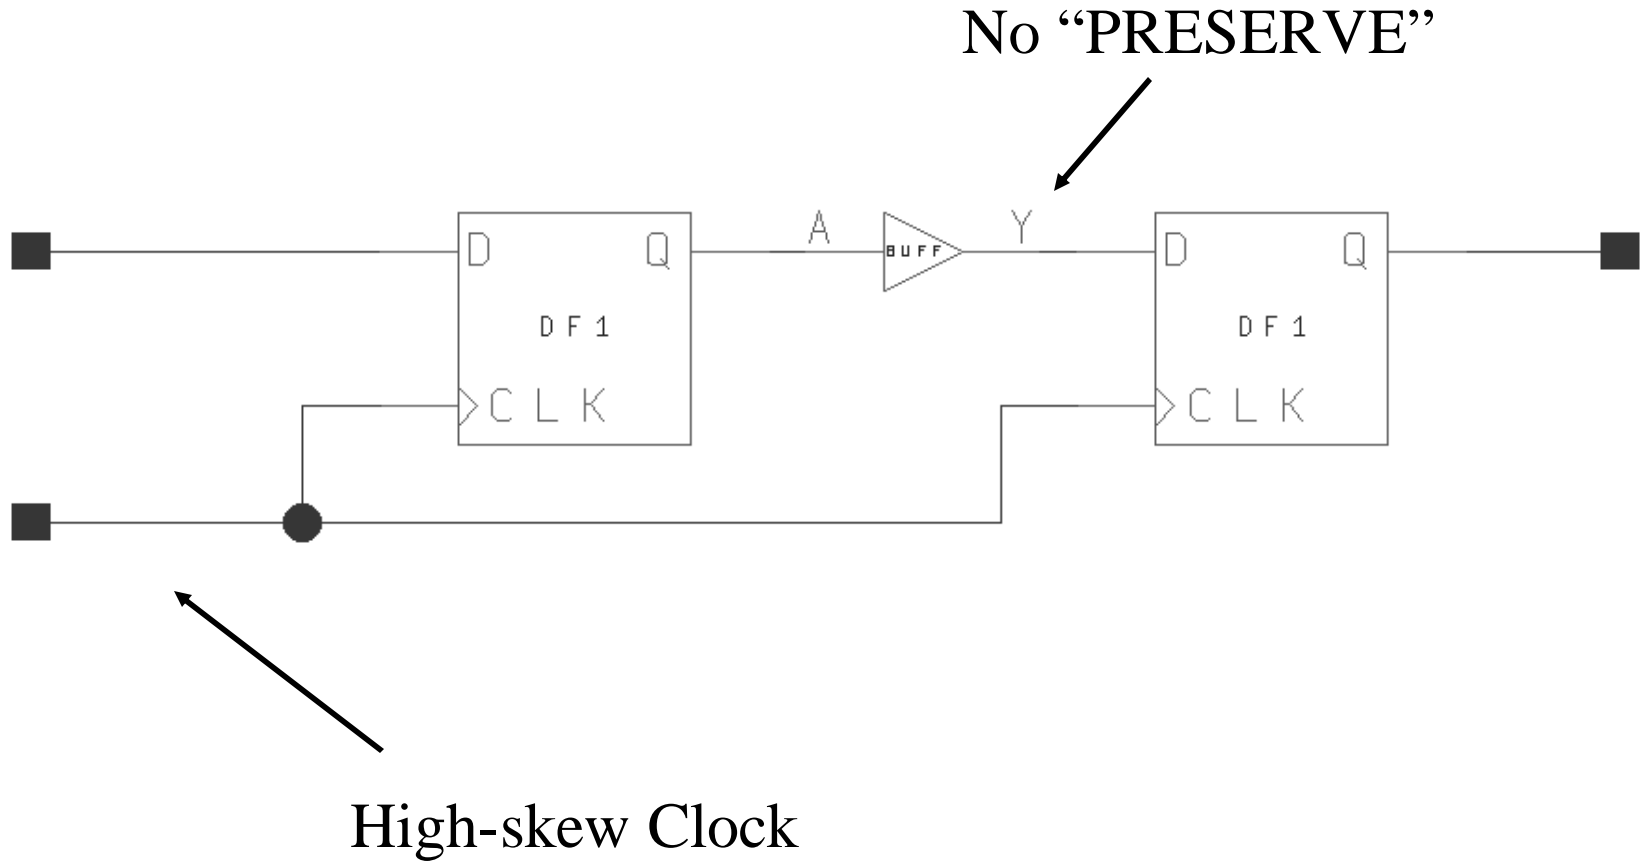 No “PRESERVE”
A
Y
D
Q
BUFF
D
Q
DF1
DF1
CLK
CLK
High-skew Clock